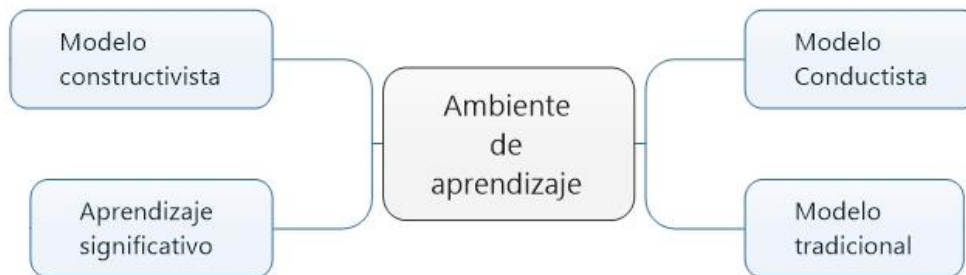 Modelo
constructivista
Aprendizaje
significativo
Ambiente
de
aprendizaje
Modelo
Conductista
Modelo
tradicional